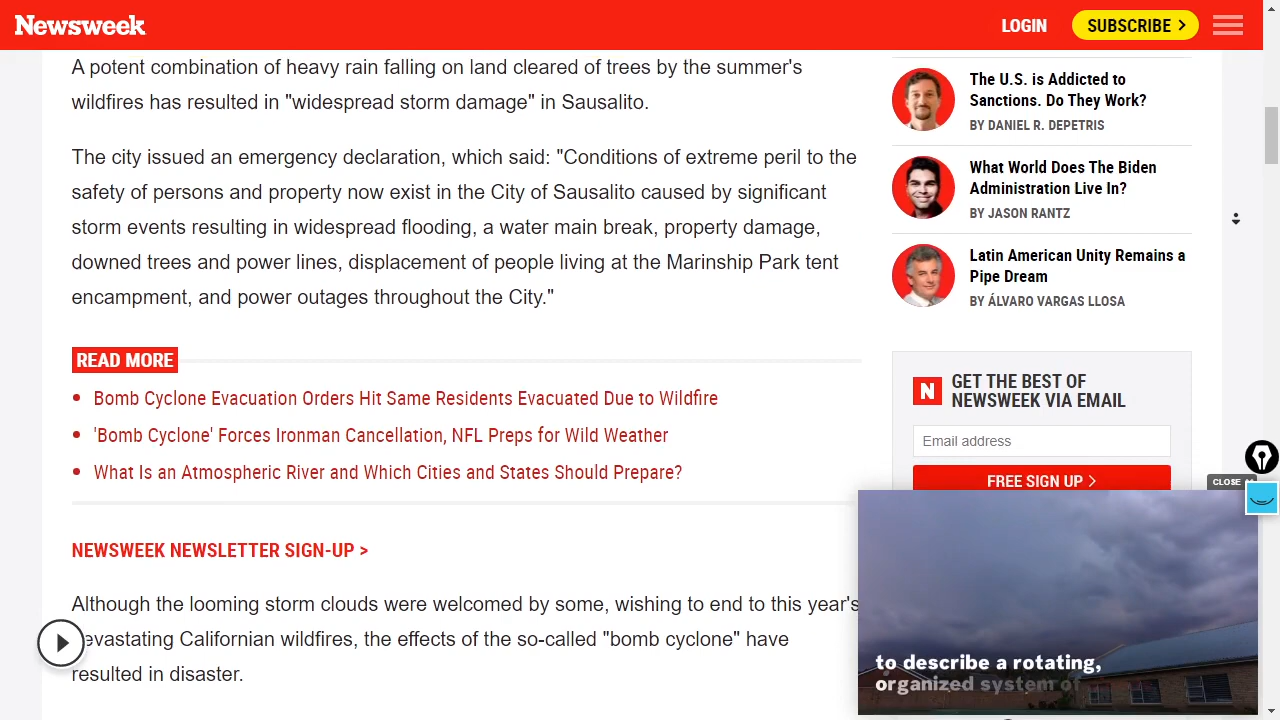 Newsweek
LOGIN
SUBSCRIBE >
A potent combination of heavy rain falling on land cleared of trees by the summer's
wildfires has resulted in "widespread storm damage" in Sausalito.
The city issued an emergency declaration, which said: "Conditions of extreme peril to the
safety of persons and property now exist in the City of Sausalito caused by significant
storm events resulting in widespread flooding, a water main break, property damage,
downed trees and power lines, displacement of people living at the Marinship Park tent
encampment, and power outages throughout the City."
READ MORE
Bomb Cyclone Evacuation Orders Hit Same Residents Evacuated Due to Wildfire
'Bomb Cyclone' Forces Ironman Cancellation, NFL Preps for Wild Weather
What Is an Atmospheric River and Which Cities and States Should Prepare?
NEWSWEEK NEWSLETTER SIGN-UP >
Although the looming storm clouds were welcomed by some, wishing to end to this year's
devastating Californian wildfires, the effects of the so-called "bomb cyclone" have
resulted in disaster.
The U.S. is Addicted to
Sanctions. Do They Work?
BY DANIEL R. DEPETRIS
What World Does The Biden
Administration Live In?
BY JASON RANTZ
Latin American Unity Remains a
Pipe Dream
BY ÁLVARO VARGAS LLOSA
N
GET THE BEST OF
NEWSWEEK VIA EMAIL
Email address
FREE SIGN UP >
CLOSE
to describe a rotating,
organized system of